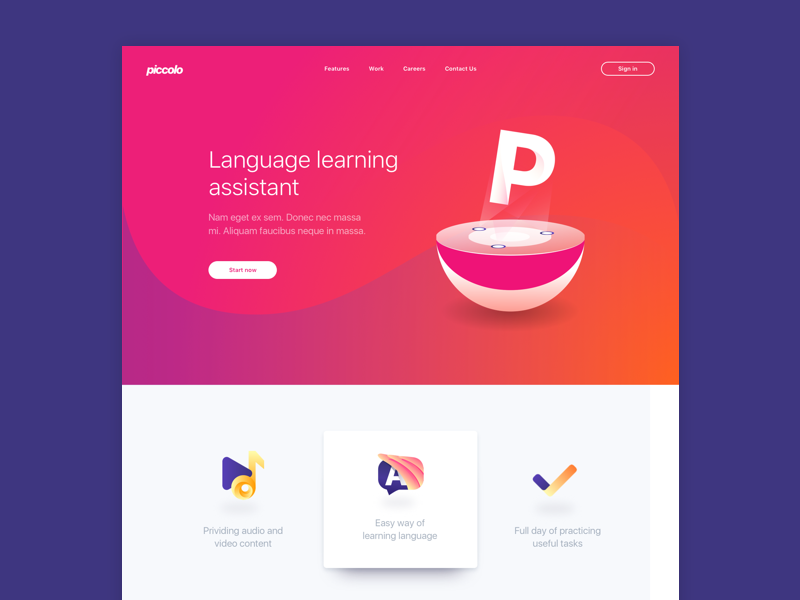 piccolo
Features Work Careers Contact Us
Sign in
P
Language learning
assistant
Nam eget ex sem. Donec nec massa
mi. Aliquam faucibus neque in massa.
Start now
A
Prividing audio and
video content
Easy way of
learning language
Full day of practicing
useful tasks